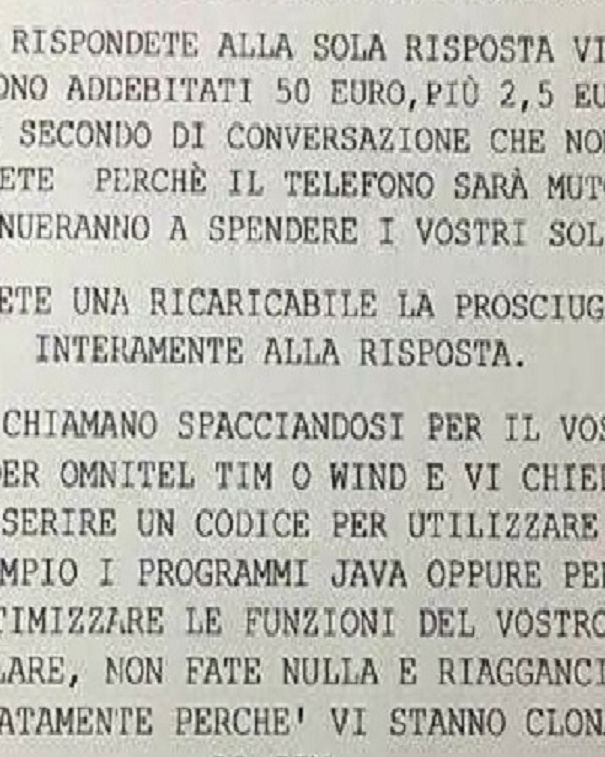 RISPONDETE ALLA SOLA RISPOSTA VI
ONO ADDEBITATI 50 EURO, PIÙ 2,5 EU
SECONDO DI CONVERSAZIONE CHE NO
ETE PERCHÈ IL TELEFONO SARÀ MUT
NUERANNO A SPENDERE I VOSTRI SOL
ETE UNA RICARICABILE LA PROSCIUG
INTERAMENTE ALLA RISPOSTA.
CHIAMANO SPACCIANDOSI PER IL VOS
DER OMNITEL TIM O WIND E VI CHIE
SERIRE UN CODICE PER UTILIZZARE
MPIO I PROGRAMMI JAVA OPPURE PE
TIMIZZARE LE FUNZIONI DEL VOSTRO
LARE, NON FATE NULLA E RIAGGANCI
ATAMENTE PERCHE' VI STANNO CLON